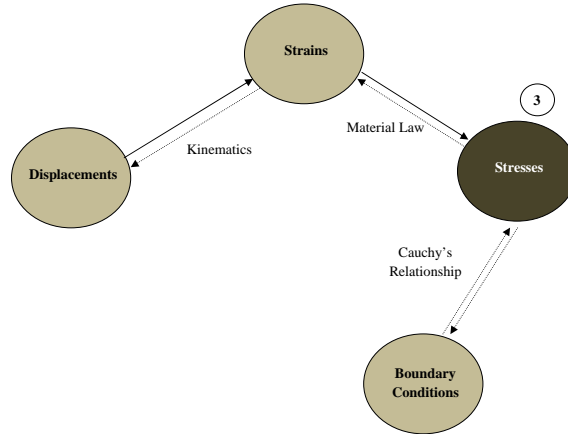 Strains
3
Material Law
Kinematics
Displacements
Stresses
Cauchy's
Relationship
Boundary
Conditions